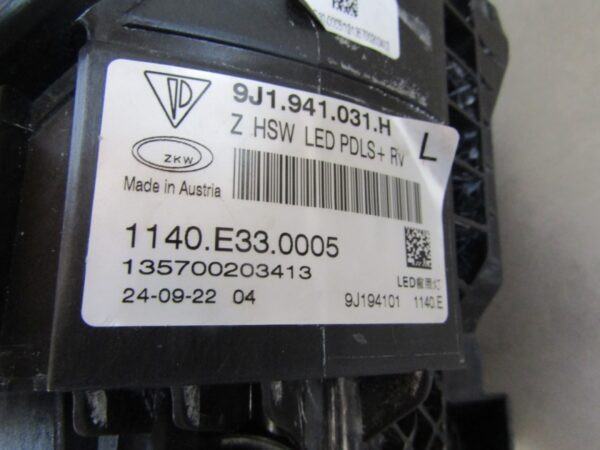 9J1.941.031.H
Z HSW LED PDLS+ RV
L
ZKW
Made in Austria
1140.E33.0005
135700203413
24-09-22 04
LED前照灯
9J194101 1140.E